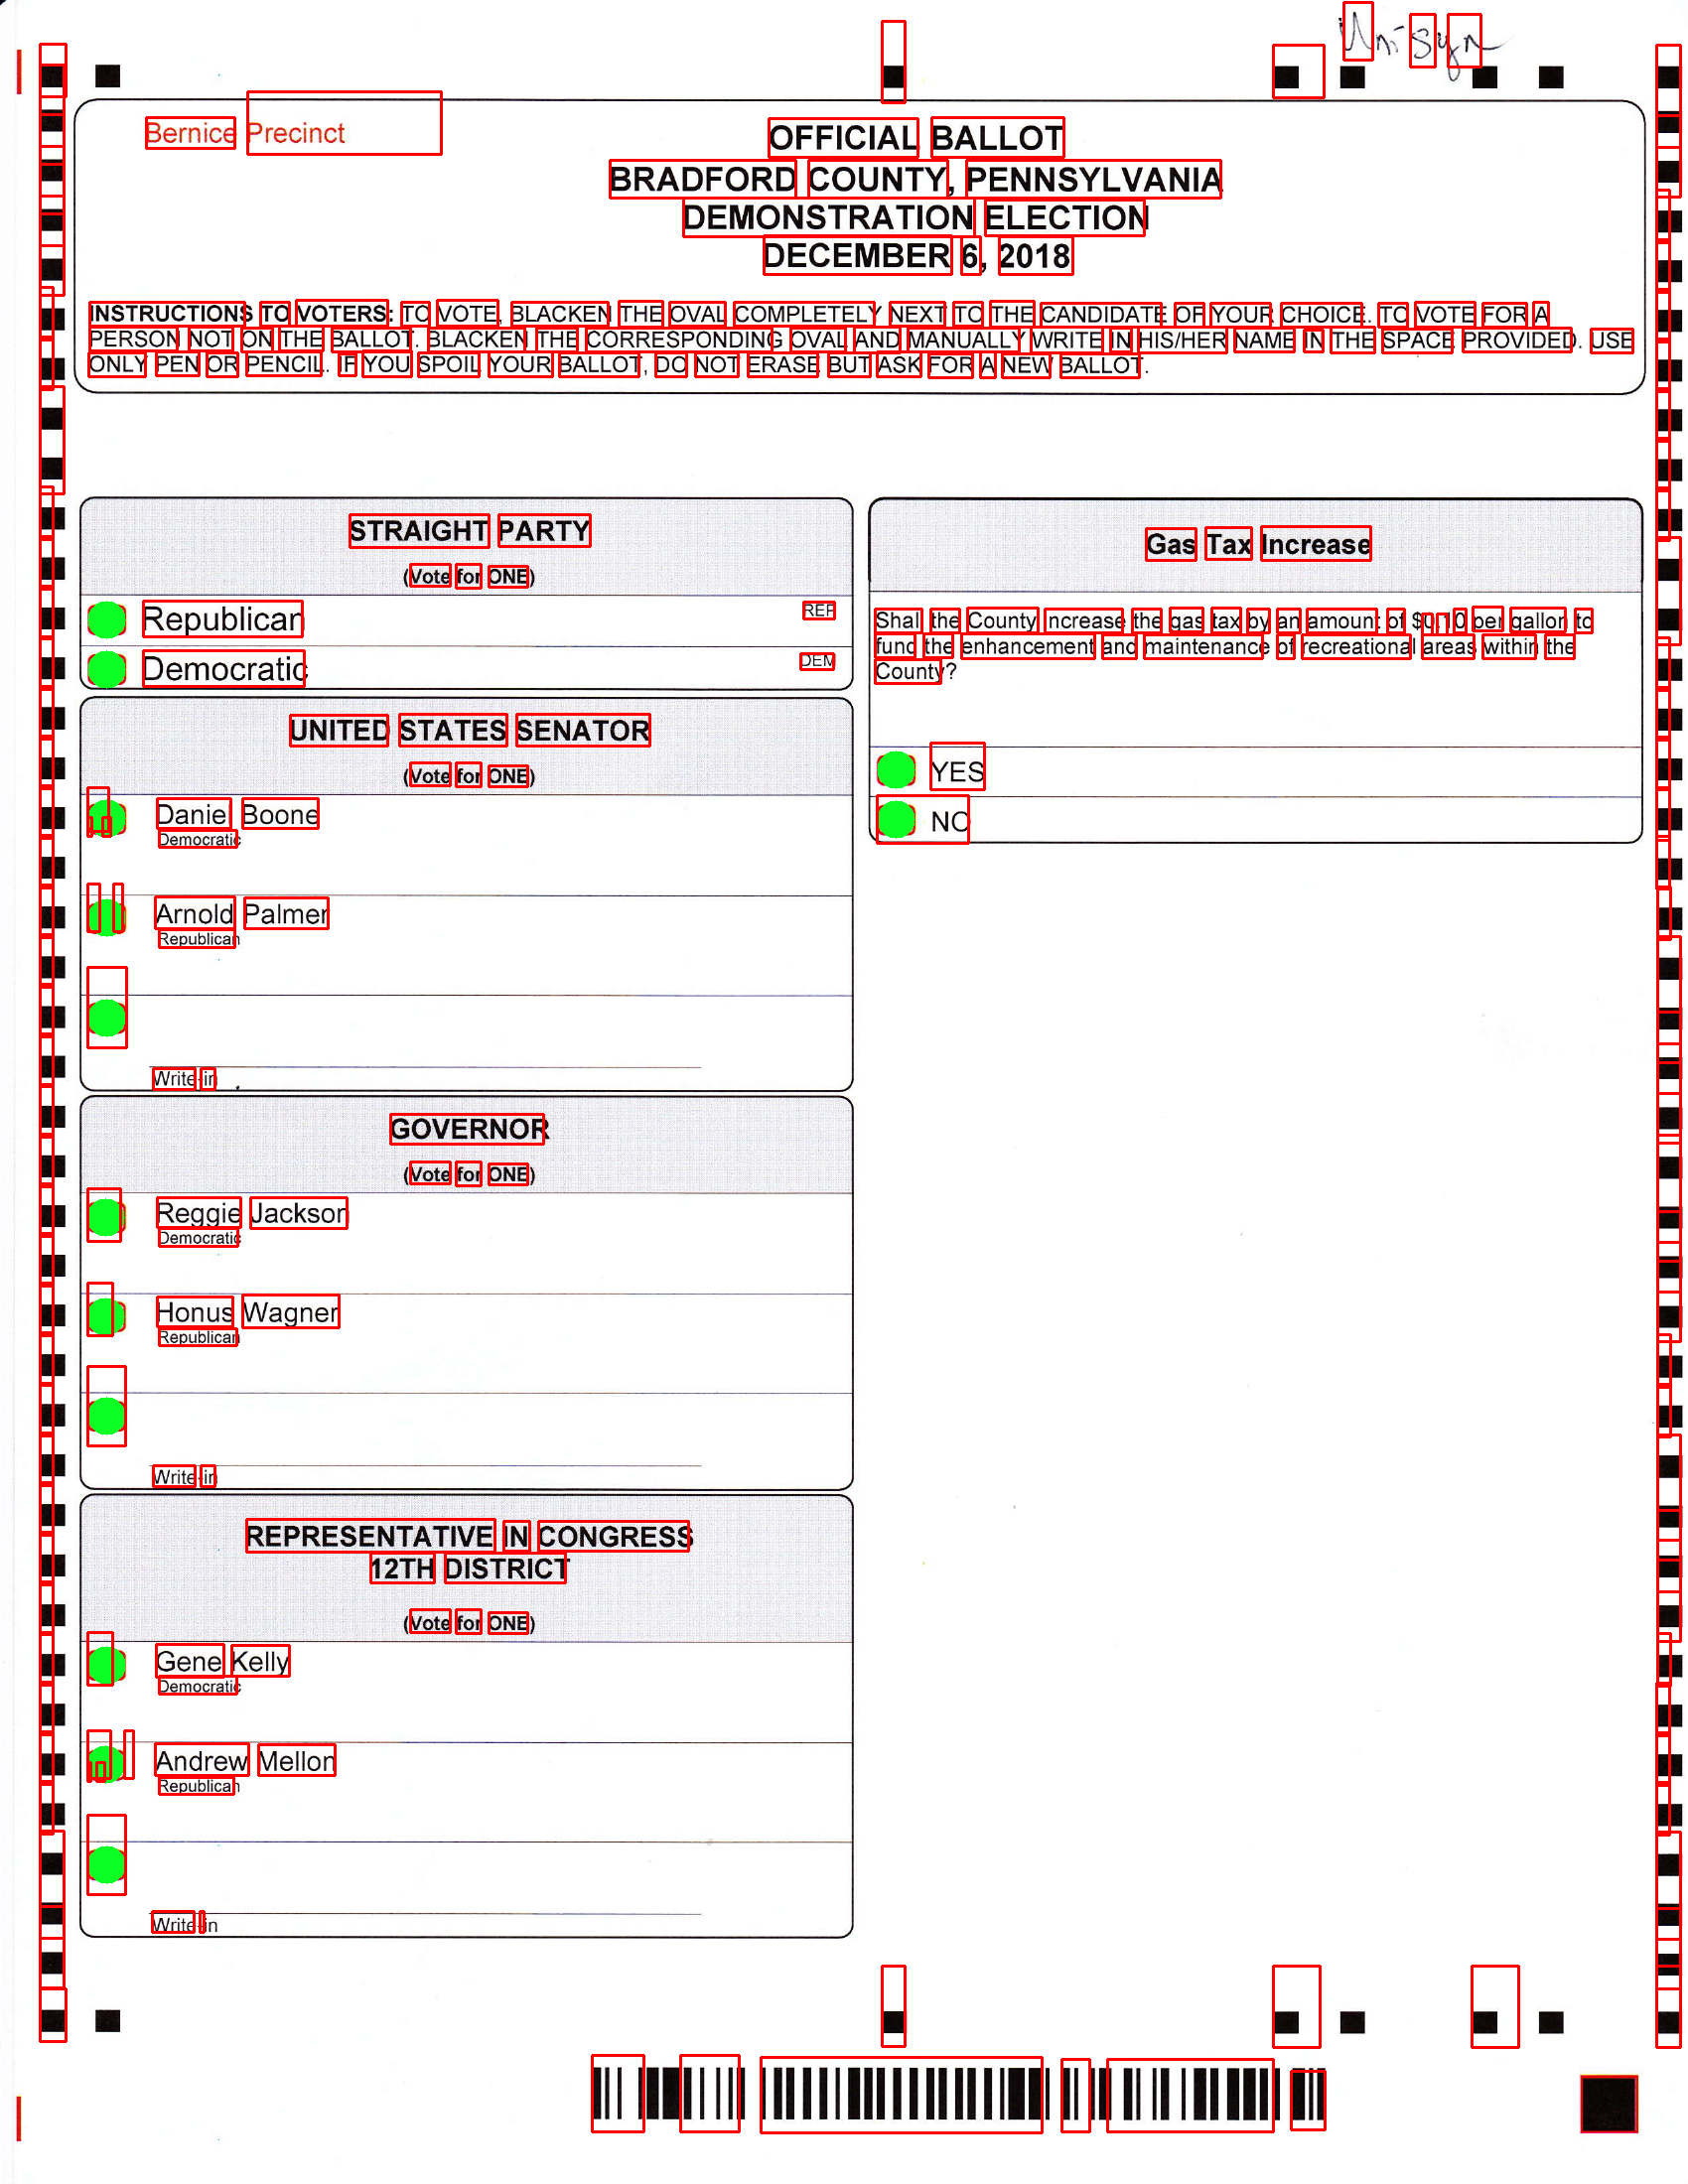 Unisyn
Bernice Precinct
OFFICIAL BALLOT
BRADFORD COUNTY, PENNSYLVANIA
DEMONSTRATION ELECTION
DECEMBER 6, 2018
INSTRUCTIONS TO VOTERS: TO VOTE, BLACKEN THE OVAL COMPLETELY NEXT TO THE CANDIDATE OF YOUR CHOICE. TO VOTE FOR A
PERSON NOT ON THE BALLOT. BLACKEN THE CORRESPONDING OVAL AND MANUALLY WRITE IN HIS/HER NAME IN THE SPACE PROVIDED. USE
ONLY PEN OR PENCIL. IF YOU SPOIL YOUR BALLOT, DO NOT ERASE BUT ASK FOR A NEW BALLOT.
STRAIGHT PARTY
(Vote for ONE)
Republican REP
Democratic DEM
UNITED STATES SENATOR
(Vote for ONE)
Daniel Boone
Democratic
Arnold Palmer
Republican
Write-in
GOVERNOR
(Vote for ONE)
Reggie Jackson
Democratic
Honus Wagner
Republican
Write-in
REPRESENTATIVE IN CONGRESS
12TH DISTRICT
(Vote for ONE)
Gene Kelly
Democratic
Andrew Mellon
Republican
Write-in
Gas Tax Increase
Shall the County increase the gas tax by an amount of $0.10 per gallon to
fund the enhancement and maintenance of recreational areas within the
County?
YES
NO